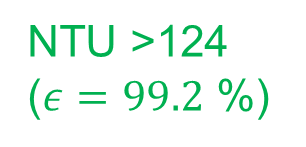 NTU >124
(𝜖 = 99.2 %)